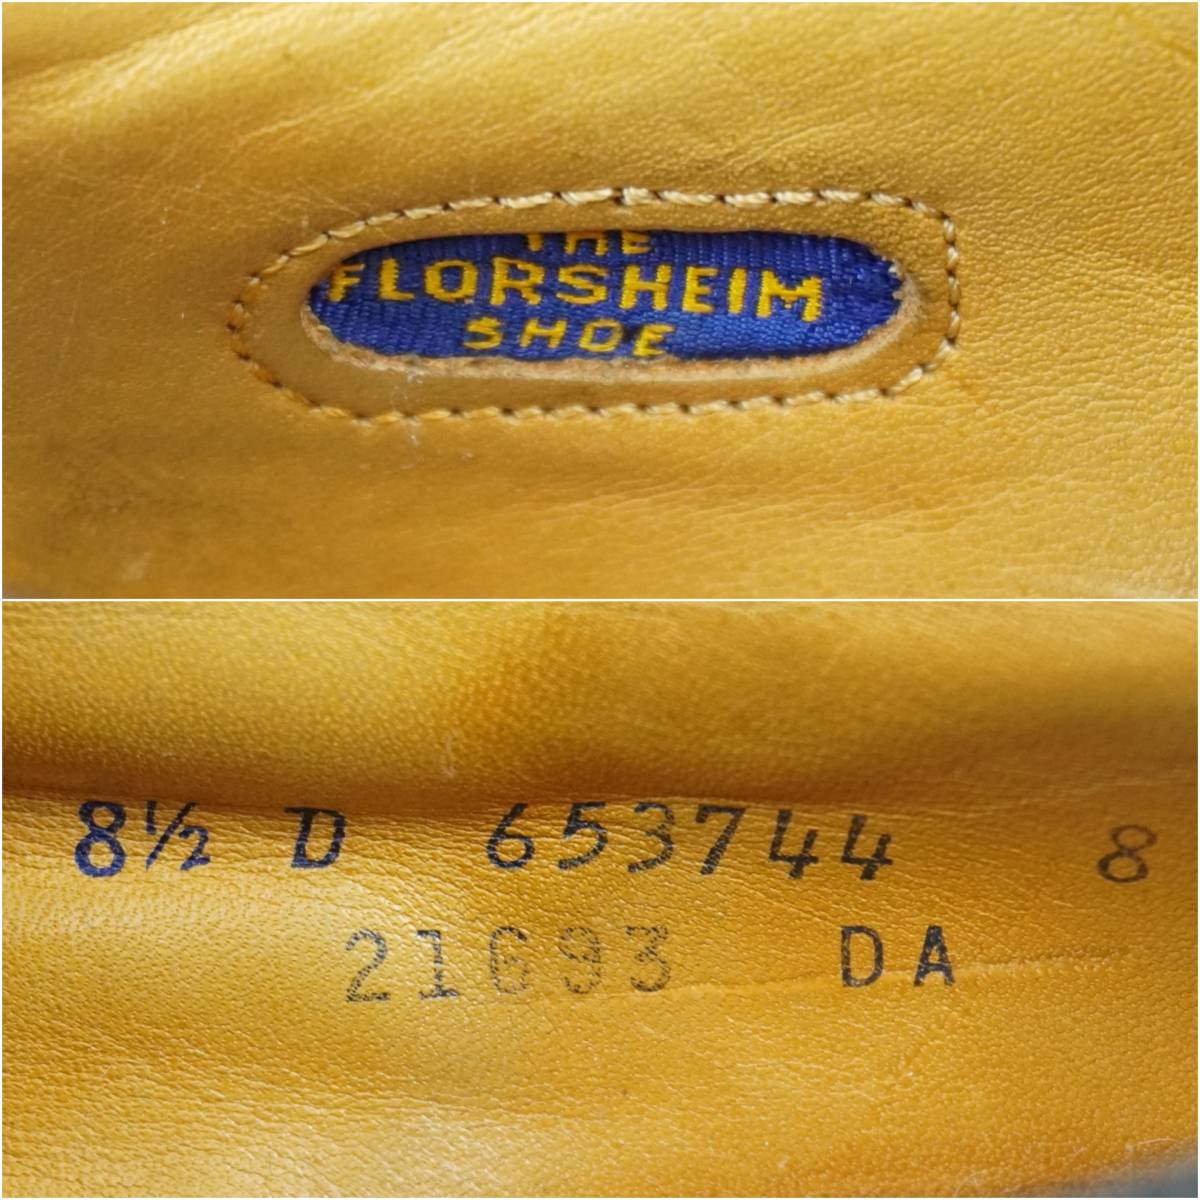 THE
FLORSHEIM
SHOE
8½ D 653744 8
21693 DA